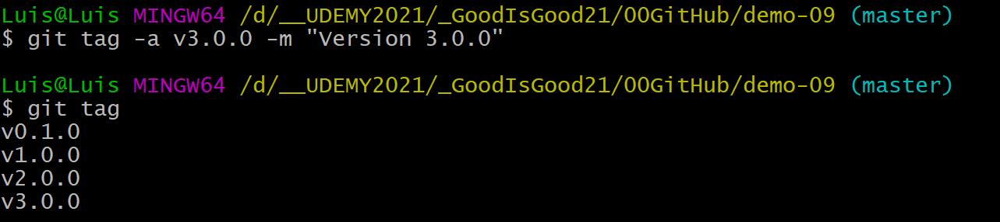 Luis@Luis MINGW64 /d/__UDEMY2021/_GoodIsGood21/00GitHub/demo-09 (master)
$ git tag -a v3.0.0 -m "Version 3.0.0"
Luis@Luis MINGW64 /d/__UDEMY2021/_GoodIsGood21/00GitHub/demo-09 (master)
$ git tag
v0.1.0
v1.0.0
v2.0.0
v3.0.0